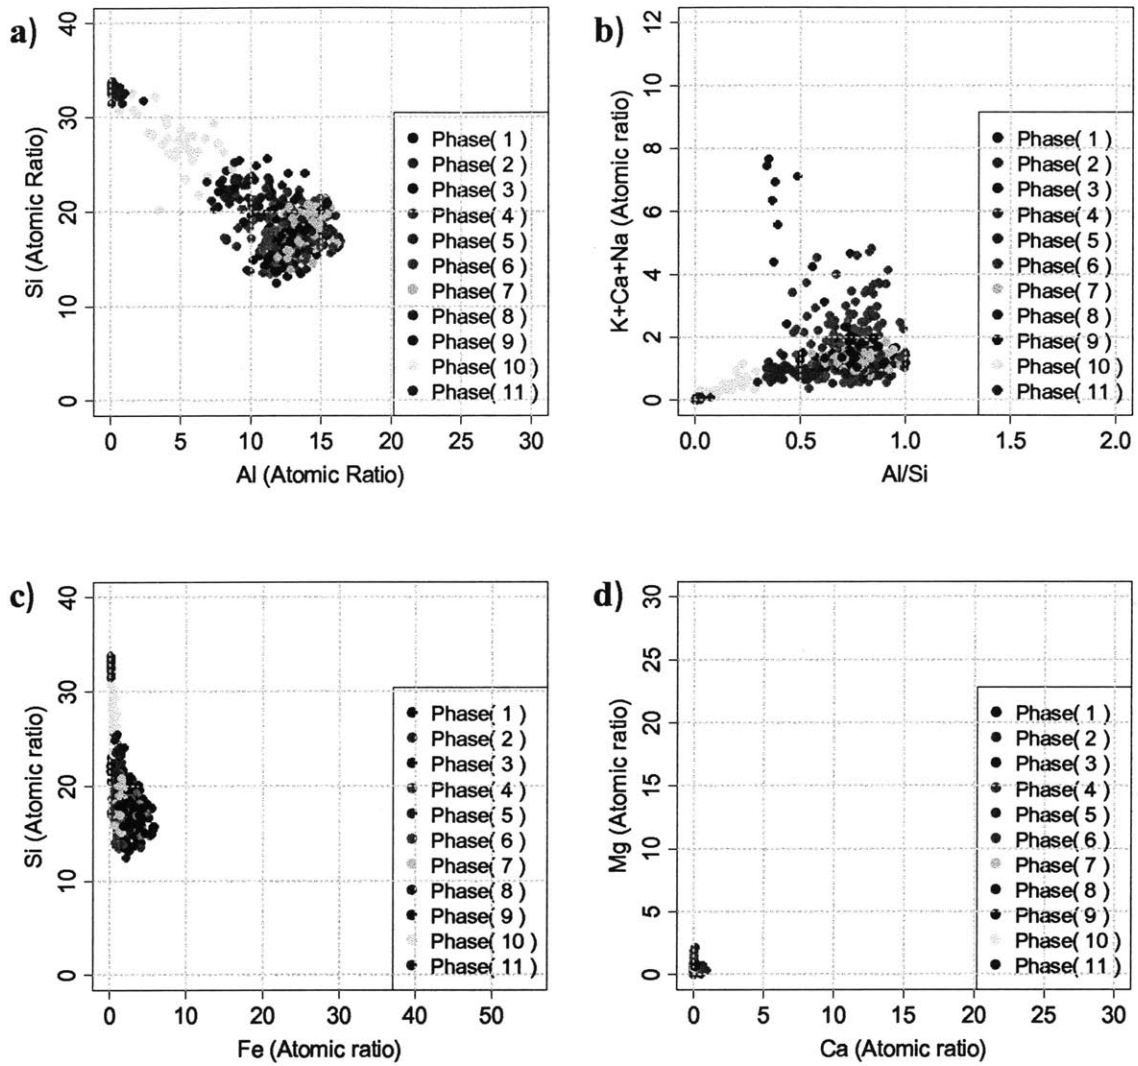 a)
40
30
20
10
0
Si (Atomic Ratio)
0 5 10 15 20 25 30
Al (Atomic Ratio)
Phase( 1 )
Phase( 2 )
Phase( 3 )
Phase( 4 )
Phase( 5 )
Phase( 6 )
Phase( 7 )
Phase( 8 )
Phase( 9 )
Phase( 10 )
Phase( 11 )
b)
12
10
8
6
4
2
0
K+Ca+Na (Atomic ratio)
0.0 0.5 1.0 1.5 2.0
Al/Si
Phase( 1 )
Phase( 2 )
Phase( 3 )
Phase( 4 )
Phase( 5 )
Phase( 6 )
Phase( 7 )
Phase( 8 )
Phase( 9 )
Phase( 10 )
Phase( 11 )
c)
40
30
20
10
0
Si (Atomic ratio)
0 10 20 30 40 50
Fe (Atomic ratio)
Phase( 1 )
Phase( 2 )
Phase( 3 )
Phase( 4 )
Phase( 5 )
Phase( 6 )
Phase( 7 )
Phase( 8 )
Phase( 9 )
Phase( 10 )
Phase( 11 )
d)
30
25
20
15
10
5
0
Mg (Atomic ratio)
0 5 10 15 20 25 30
Ca (Atomic ratio)
Phase( 1 )
Phase( 2 )
Phase( 3 )
Phase( 4 )
Phase( 5 )
Phase( 6 )
Phase( 7 )
Phase( 8 )
Phase( 9 )
Phase( 10 )
Phase( 11 )